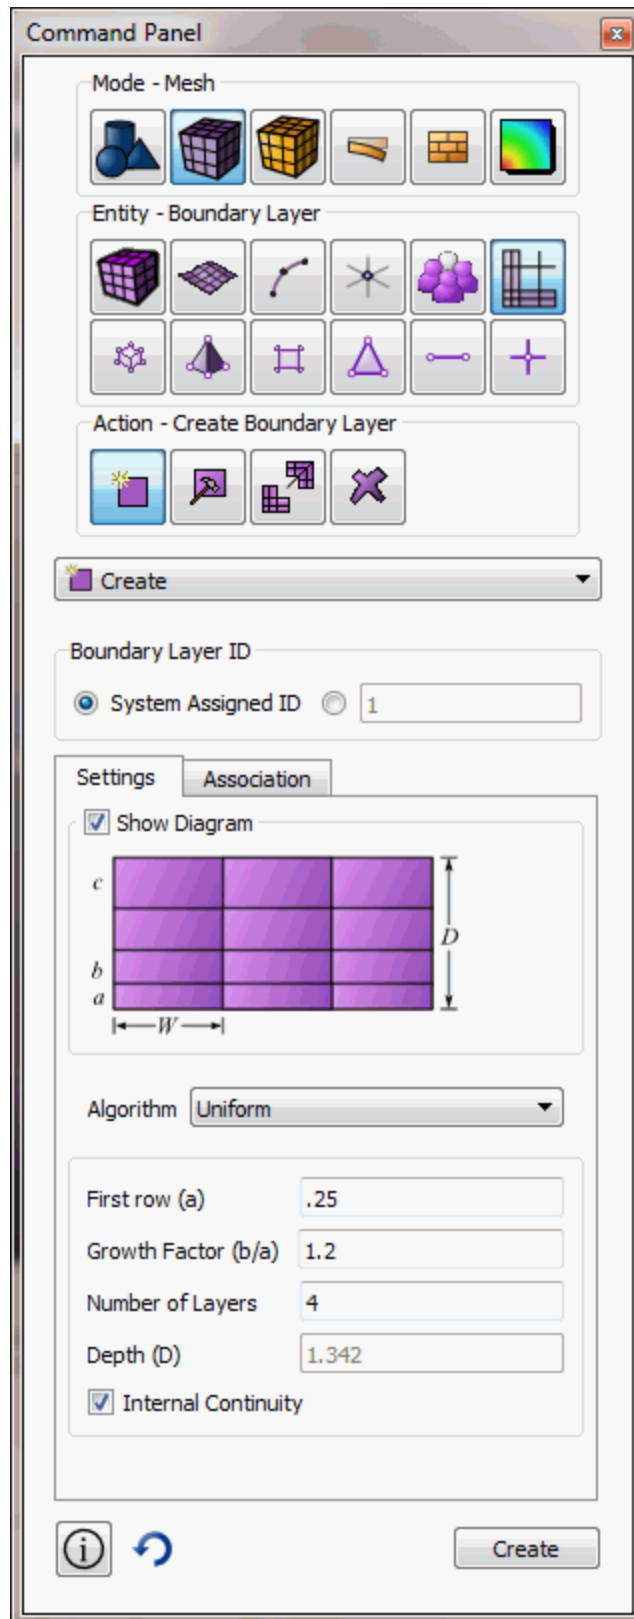 Command Panel
Mode - Mesh
Entity - Boundary Layer
Action - Create Boundary Layer
Create
Boundary Layer ID
System Assigned ID 1
Settings Association
Show Diagram
c
D
b
a
W
Algorithm Uniform
First row (a) .25
Growth Factor (b/a) 1.2
Number of Layers 4
Depth (D) 1.342
Internal Continuity
i
Create